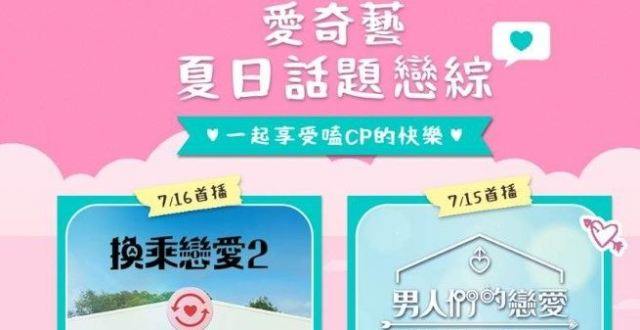 愛奇藝
夏日話題戀綜
一起享受嗑CP的快樂
7/16首播
換乘戀愛2
7/15首播
男人們的戀愛